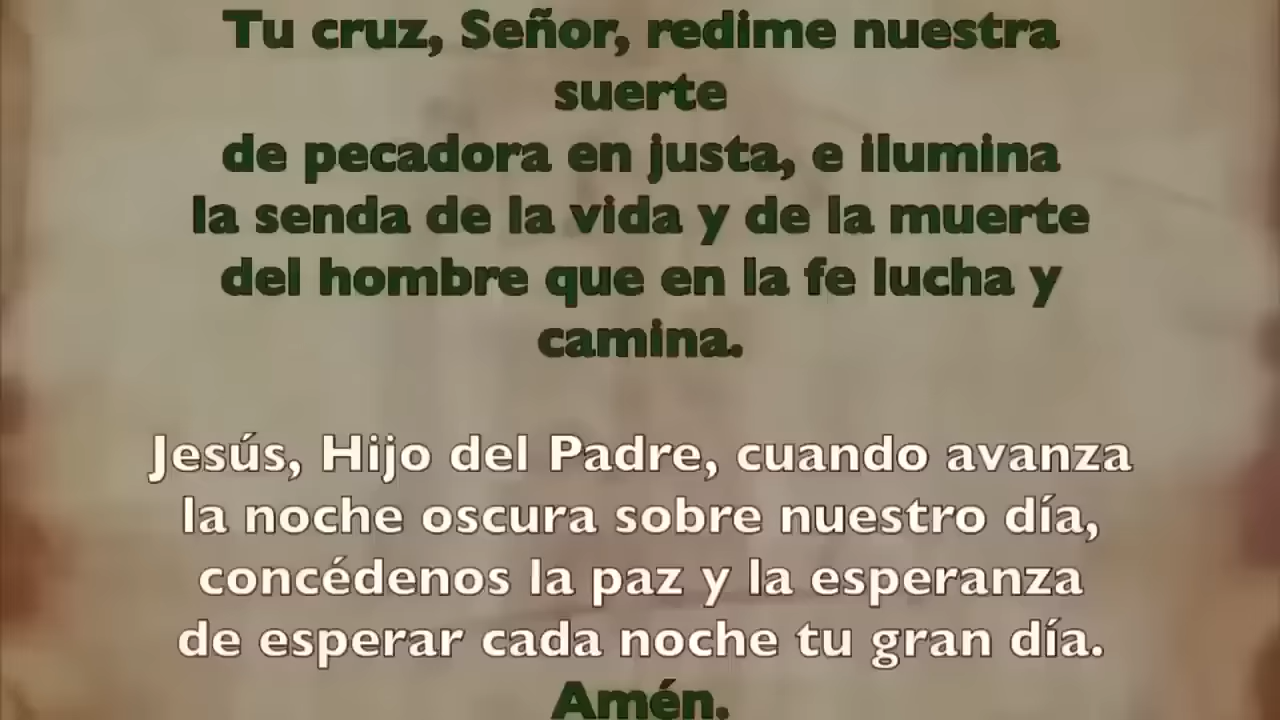 Tu cruz, Señor, redime nuestra
suerte
de pecadora en justa, e ilumina
la senda de la vida y de la muerte
del hombre que en la fe lucha y
camina.
Jesús, Hijo del Padre, cuando avanza
la noche oscura sobre nuestro día,
concédenos la paz y la esperanza
de esperar cada noche tu gran día.
Amén.